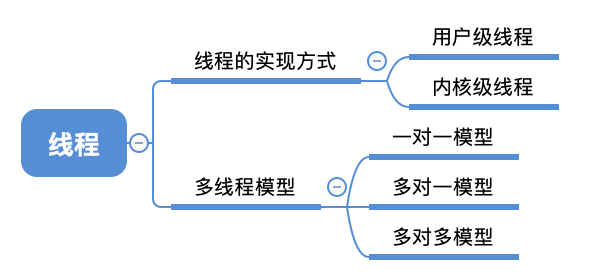 线程
线程的实现方式
用户级线程
内核级线程
多线程模型
一对一模型
多对一模型
多对多模型